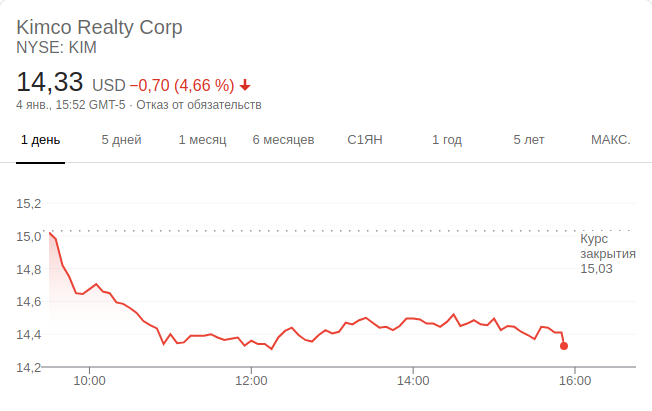 Kimco Realty Corp
NYSE: KIM
14,33 USD −0,70 (4,66 %)
4 янв., 15:52 GMT-5 · Отказ от обязательств
1 день 5 дней 1 месяц 6 месяцев С1ЯН 1 год 5 лет МАКС.
15,2
15,0
14,8
14,6
14,4
14,2
Курс
закрытия
15,03
10:00 12:00 14:00 16:00